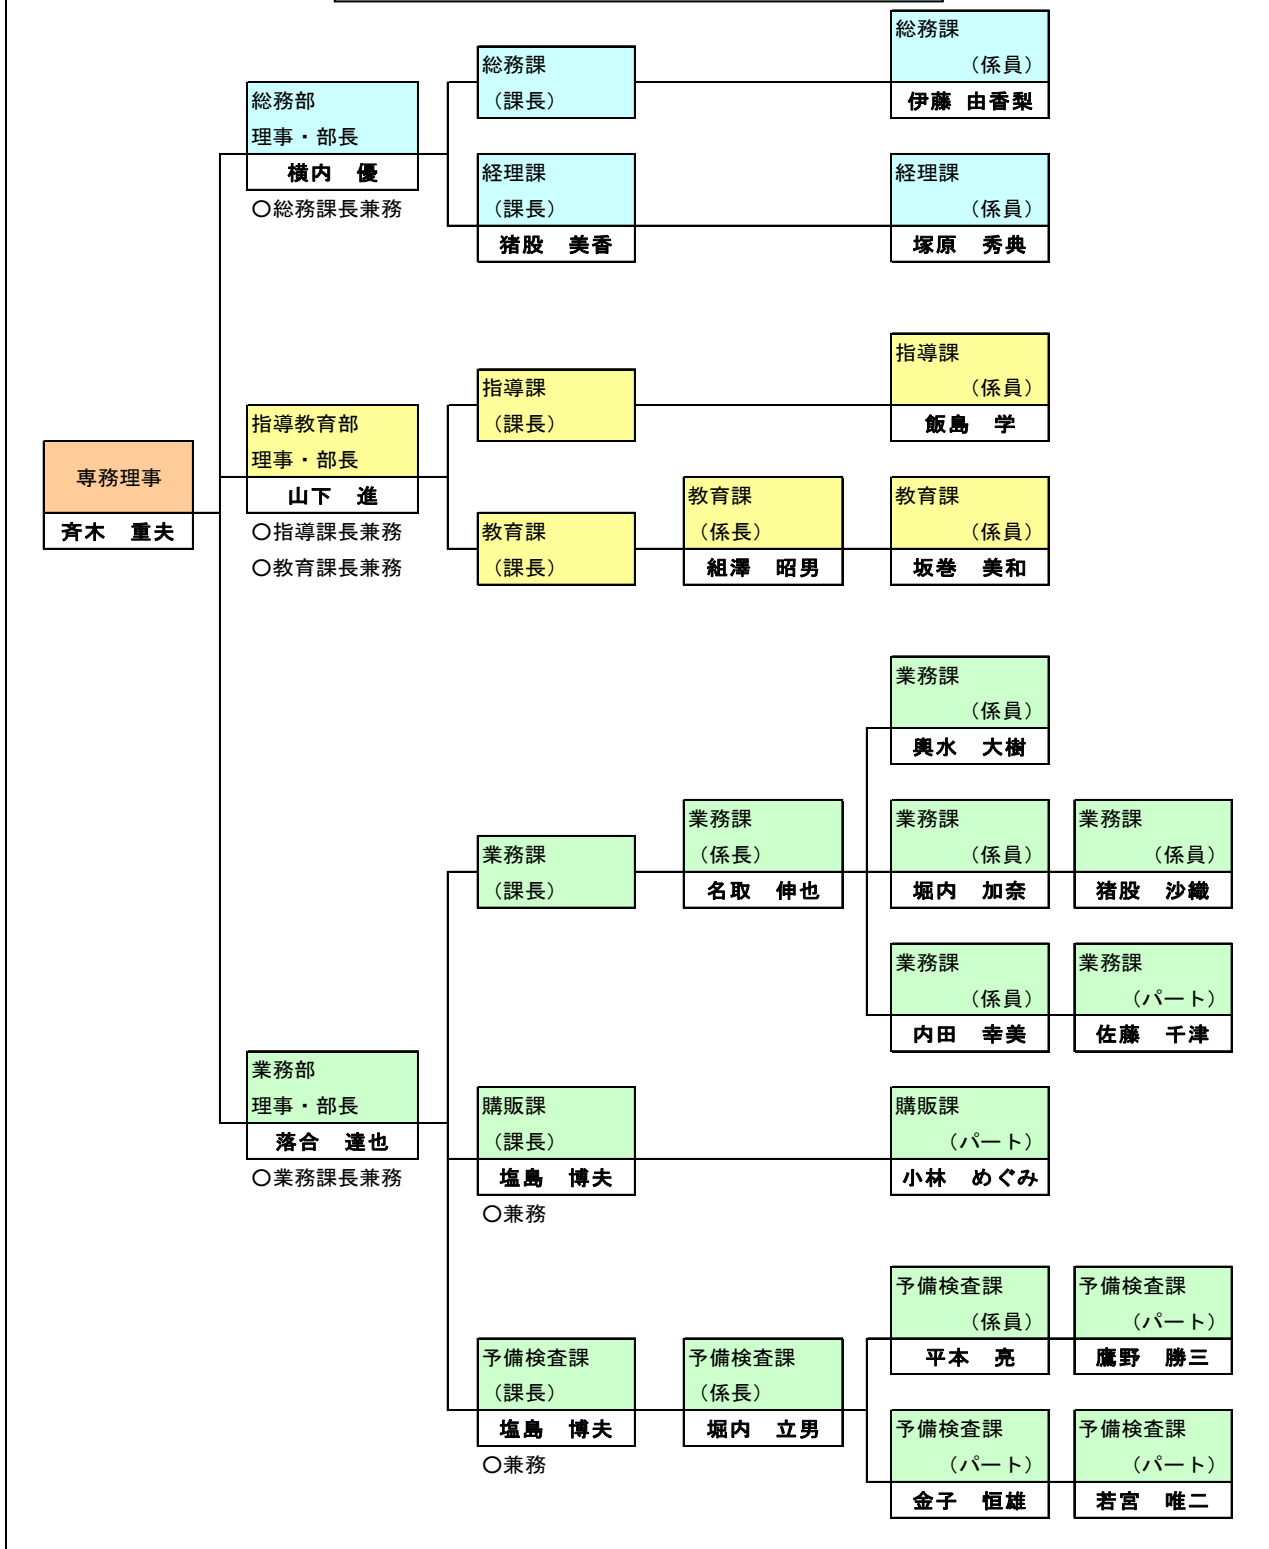 専務理事
斉木　重夫
総務部
理事・部長
横内　優
〇総務課長兼務
総務課
（課長）
総務課
（係員）
伊藤 由香梨
経理課
（課長）
猪股　美香
経理課
（係員）
塚原　秀典
指導教育部
理事・部長
山下　進
〇指導課長兼務
〇教育課長兼務
指導課
（課長）
指導課
（係員）
飯島　学
教育課
（課長）
教育課
（係長）
組澤　昭男
教育課
（係員）
坂巻　美和
業務部
理事・部長
落合　達也
〇業務課長兼務
業務課
（課長）
業務課
（係長）
名取　伸也
業務課
（係員）
輿水　大樹
業務課
（係員）
堀内　加奈
業務課
（係員）
猪股　沙織
業務課
（係員）
内田　幸美
業務課
（パート）
佐藤　千津
購販課
（課長）
塩島　博夫
〇兼務
購販課
（パート）
小林　めぐみ
予備検査課
（課長）
塩島　博夫
〇兼務
予備検査課
（係長）
堀内　立男
予備検査課
（係員）
平本　亮
予備検査課
（パート）
鷹野　勝三
予備検査課
（パート）
金子　恒雄
予備検査課
（パート）
若宮　唯二